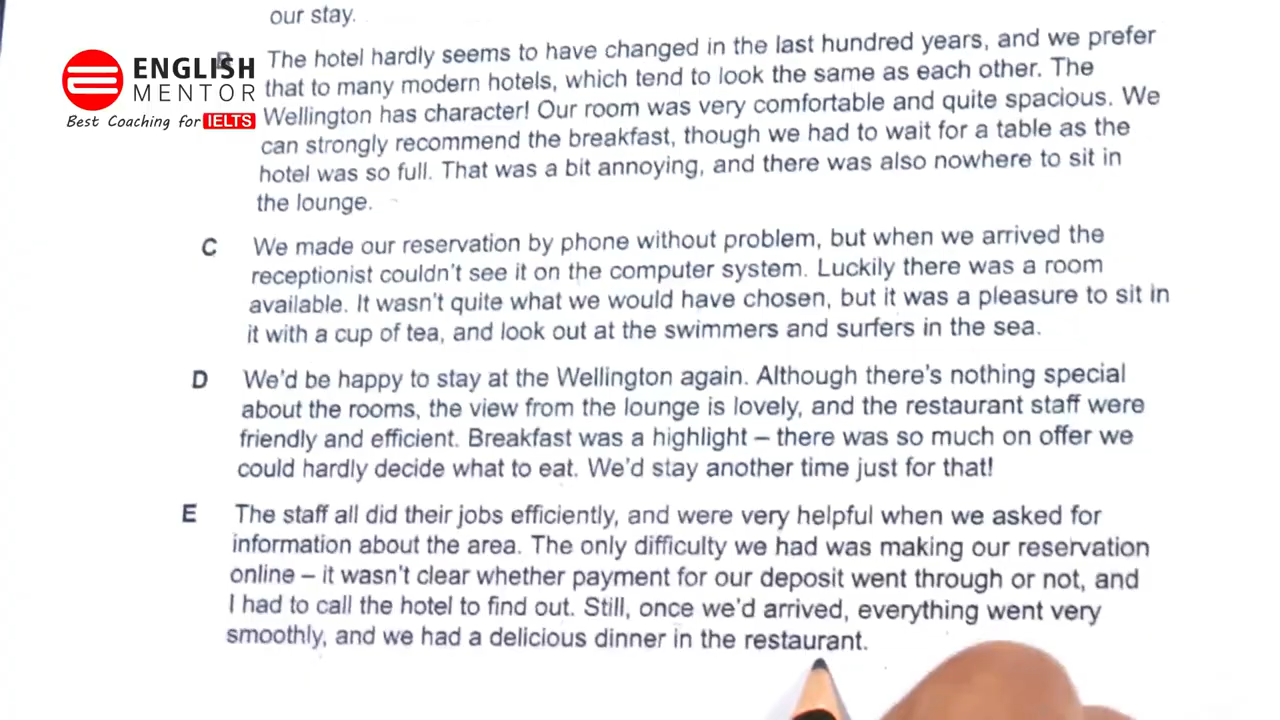 our stay.
ENGLISH
MENTOR
Best Coaching for IELTS
B The hotel hardly seems to have changed in the last hundred years, and we prefer
that to many modern hotels, which tend to look the same as each other. The
Wellington has character! Our room was very comfortable and quite spacious. We
can strongly recommend the breakfast, though we had to wait for a table as the
hotel was so full. That was a bit annoying, and there was also nowhere to sit in
the lounge.
C We made our reservation by phone without problem, but when we arrived the
receptionist couldn't see it on the computer system. Luckily there was a room
available. It wasn't quite what we would have chosen, but it was a pleasure to sit in
it with a cup of tea, and look out at the swimmers and surfers in the sea.
D We'd be happy to stay at the Wellington again. Although there's nothing special
about the rooms, the view from the lounge is lovely, and the restaurant staff were
friendly and efficient. Breakfast was a highlight – there was so much on offer we
could hardly decide what to eat. We'd stay another time just for that!
E The staff all did their jobs efficiently, and were very helpful when we asked for
information about the area. The only difficulty we had was making our reservation
online – it wasn't clear whether payment for our deposit went through or not, and
I had to call the hotel to find out. Still, once we'd arrived, everything went very
smoothly, and we had a delicious dinner in the restaurant.